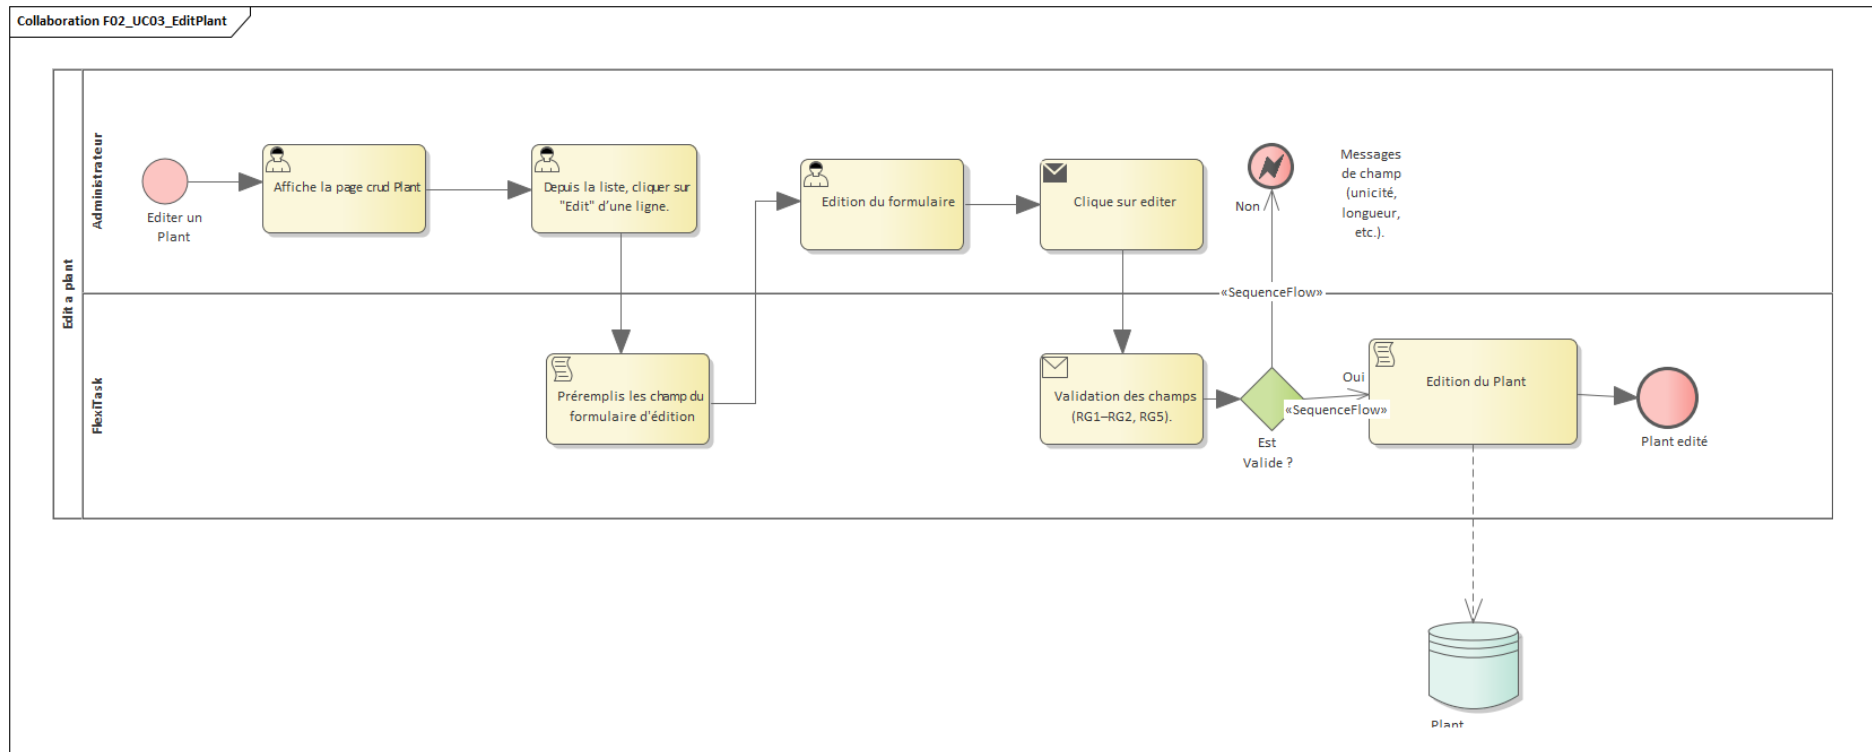 Collaboration F02_UC03_EditPlant
Edit a plant
Administrateur
Editer un
Plant
Affiche la page crud Plant
Depuis la liste, cliquer sur
"Edit" d’une ligne.
Edition du formulaire
Clique sur editer
Non
Messages
de champ
(unicité,
longueur,
etc.).
«SequenceFlow»
FlexiTask
Préremplis les champ du
formulaire d'édition
Validation des champs
(RG1–RG2, RG5).
Est
Valide ?
Oui
«SequenceFlow»
Edition du Plant
Plant edité
Plant